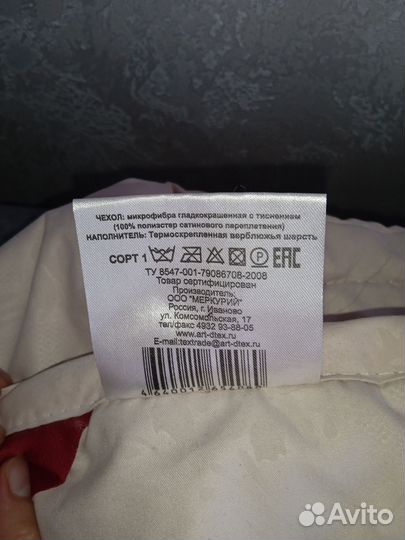 ЧЕХОЛ: микрофибра гладкокрашенная с тиснением
(100% полиэстер сатинового переплетения)
НАПОЛНИТЕЛЬ: Термоскрепленная верблюжья шерсть
СОРТ 1 P EAC
ТУ 8547-001-79086708-2008
Товар сертифицирован
Производитель:
ООО "МЕРКУРИЙ"
Россия, г. Иваново
ул. Комсомольская, 17
тел/факс 4932 93-88-05
www.art-dtex.ru
E-mail:taxtrade@art-dtex.ru
Avito